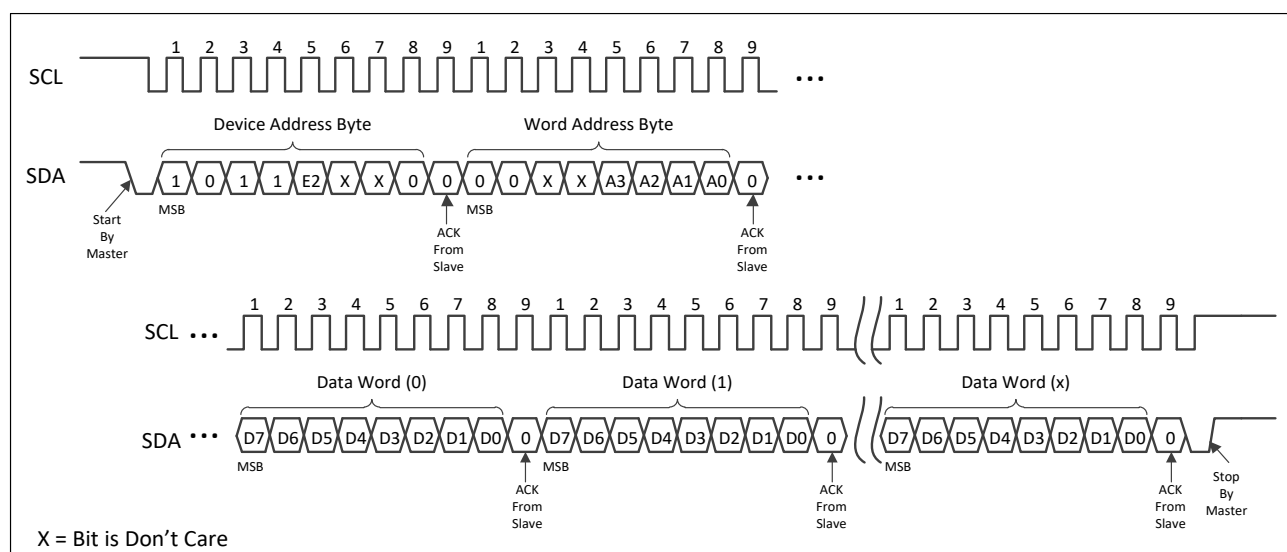 1 2 3 4 5 6 7 8 9 1 2 3 4 5 6 7 8 9
SCL ...
Device Address Byte Word Address Byte
SDA 1 0 1 1 E2 X X 0 0 0 0 X X A3 A2 A1 A0 0 ...
MSB MSB
Start
By
Master
ACK
From
Slave
ACK
From
Slave
1 2 3 4 5 6 7 8 9 1 2 3 4 5 6 7 8 9 1 2 3 4 5 6 7 8 9
SCL ...
Data Word (0) Data Word (1) Data Word (x)
SDA ... D7 D6 D5 D4 D3 D2 D1 D0 0 D7 D6 D5 D4 D3 D2 D1 D0 0 D7 D6 D5 D4 D3 D2 D1 D0 0
MSB MSB MSB
ACK
From
Slave
ACK
From
Slave
ACK
From
Slave
Stop
By
Master
X = Bit is Don’t Care